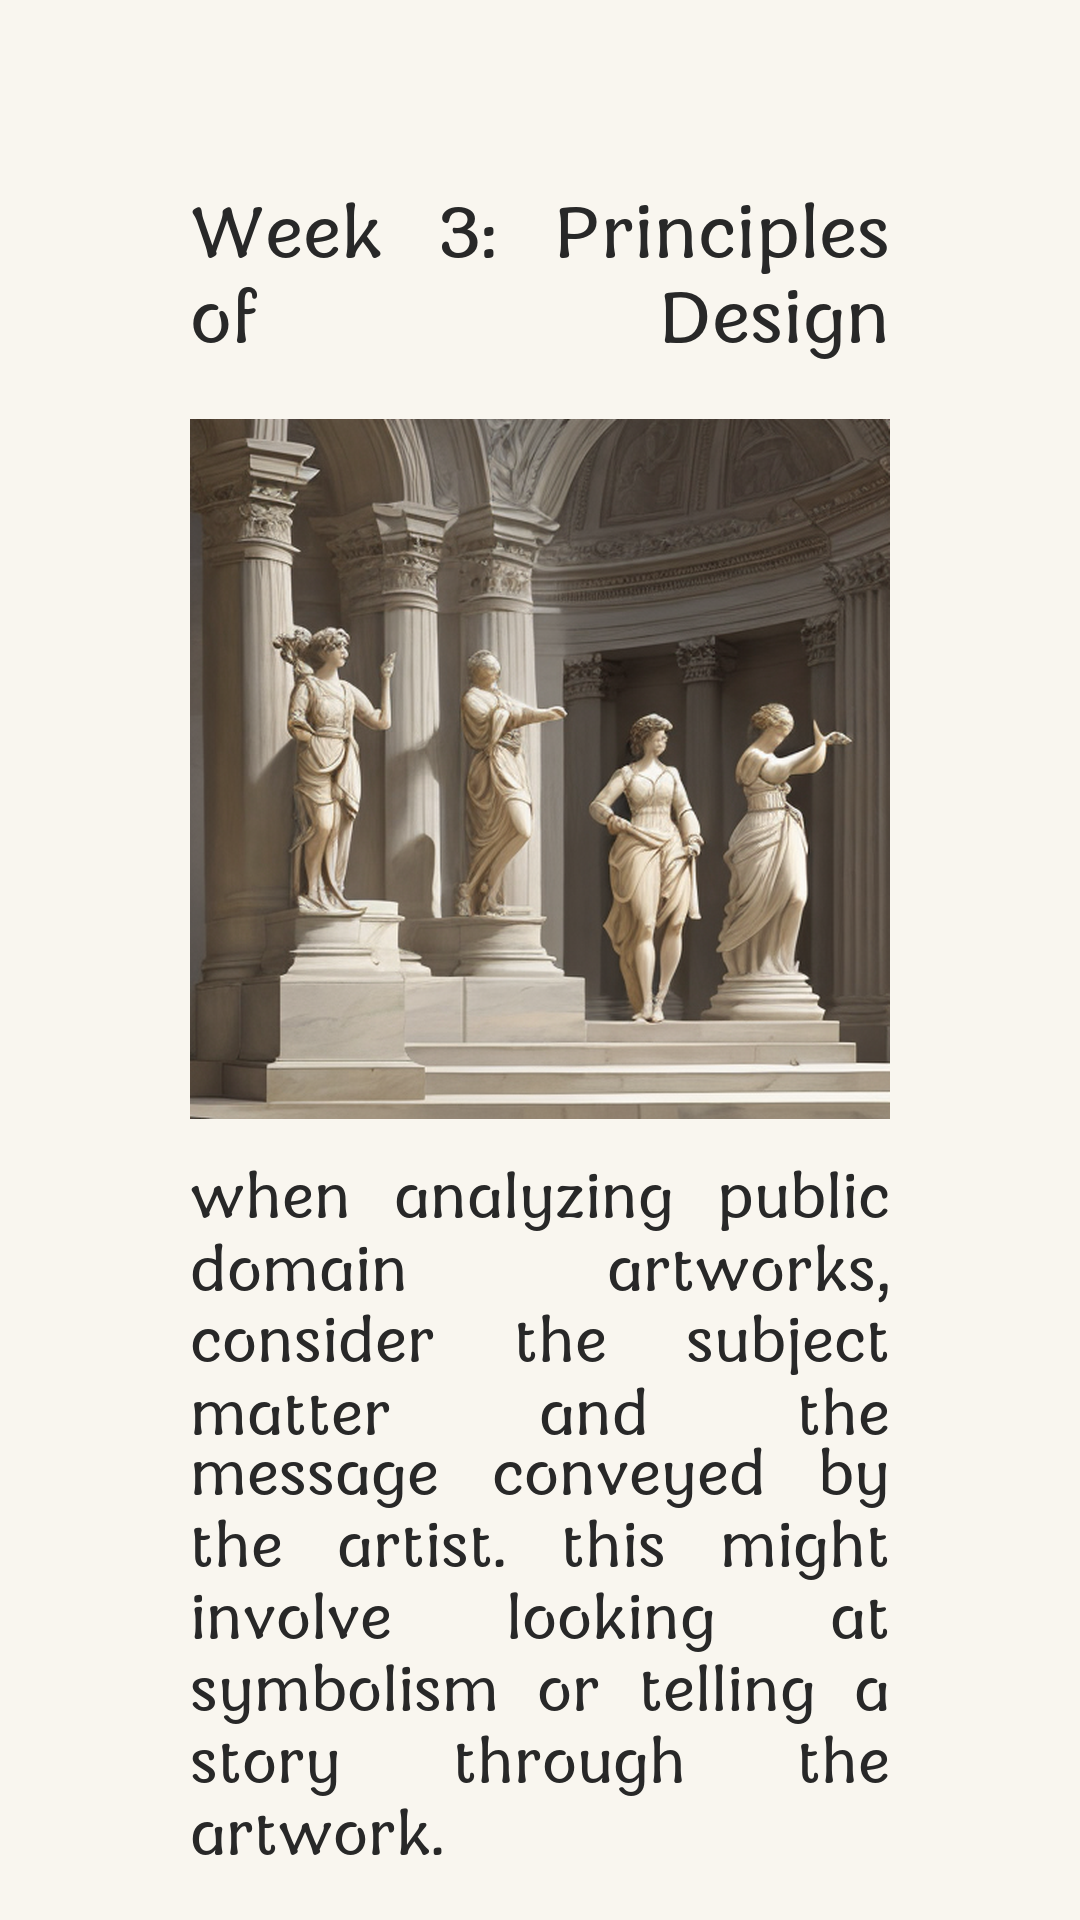 Week 3: Principles
of Design
when analyzing public
domain artworks,
consider the subject
matter and the
message conveyed by
the artist. this might
involve looking at
symbolism or telling a
story through the
artwork.